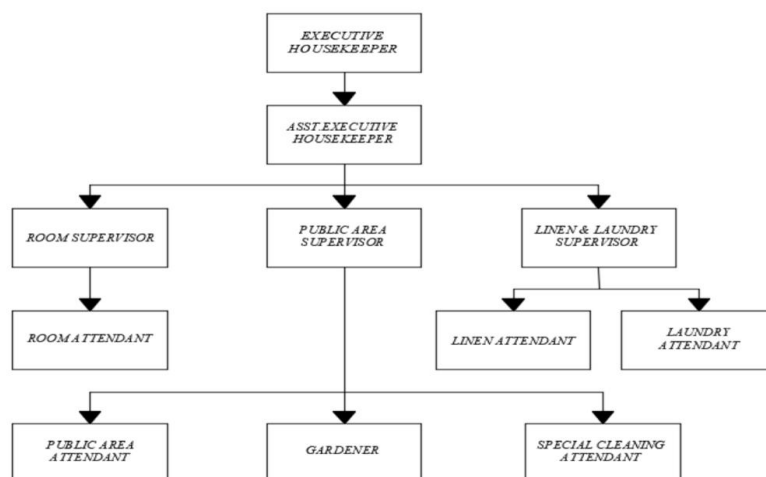 EXECUTIVE
HOUSEKEEPER
ASST.EXECUTIVE
HOUSEKEEPER
ROOM SUPERVISOR
PUBLIC AREA
SUPERVISOR
LINEN & LAUNDRY
SUPERVISOR
ROOM ATTENDANT
LINEN ATTENDANT
LAUNDRY
ATTENDANT
PUBLIC AREA
ATTENDANT
GARDENER
SPECIAL CLEANING
ATTENDANT